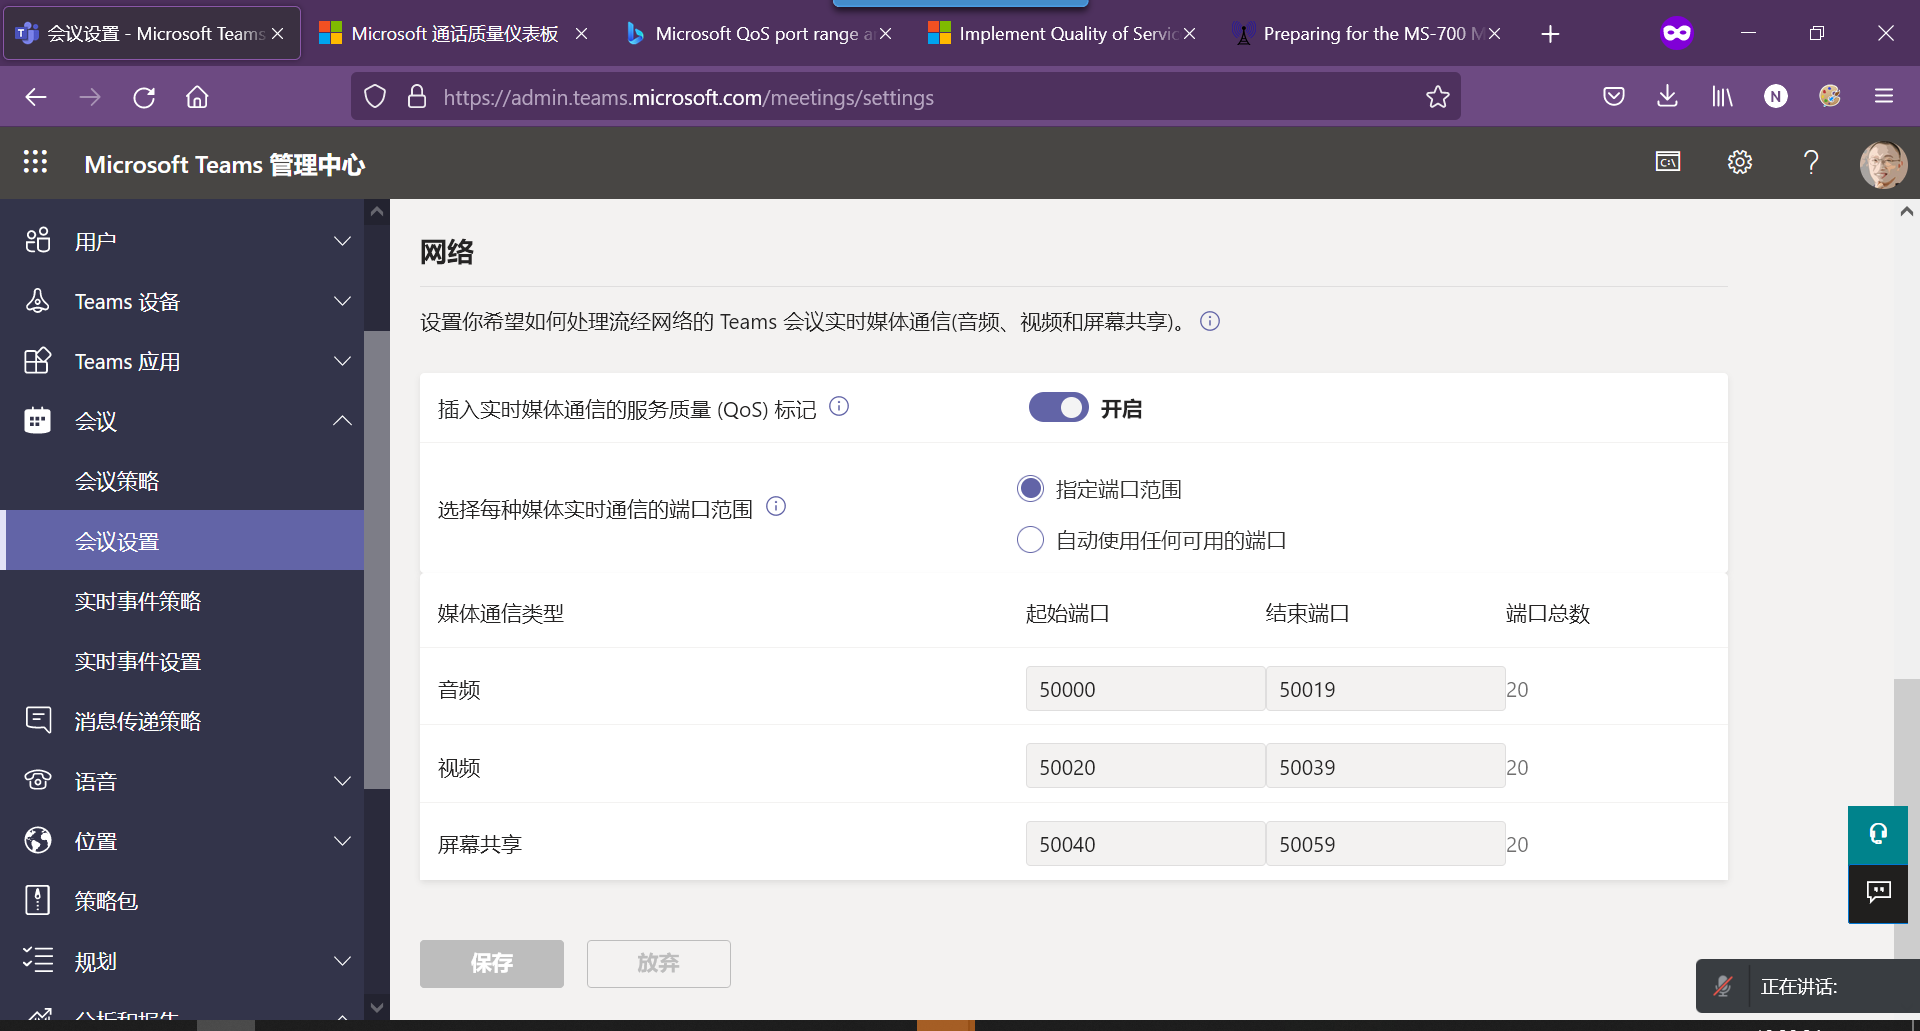 会议设置 - Microsoft Teams
Microsoft 通话质量仪表板
Microsoft QoS port range a
Implement Quality of Servic
Preparing for the MS-700 M
https://admin.teams.microsoft.com/meetings/settings
N
Microsoft Teams 管理中心
C:\
用户
Teams 设备
Teams 应用
会议
会议策略
会议设置
实时事件策略
实时事件设置
消息传递策略
语音
位置
策略包
规划
分析和报告
网络
设置你希望如何处理流经网络的 Teams 会议实时媒体通信(音频、视频和屏幕共享)。
插入实时媒体通信的服务质量 (QoS) 标记
开启
选择每种媒体实时通信的端口范围
指定端口范围
自动使用任何可用的端口
媒体通信类型 起始端口 结束端口 端口总数
音频 50000 50019 20
视频 50020 50039 20
屏幕共享 50040 50059 20
保存 放弃
正在讲话: